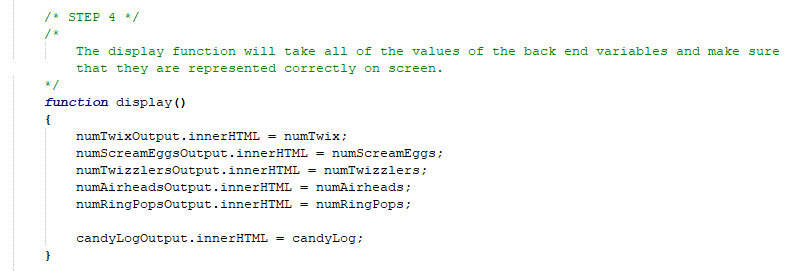 /* STEP 4 */
/*
The display function will take all of the values of the back end variables and make sure
that they are represented correctly on screen.
*/
function display()
{
numTwixOutput.innerHTML = numTwix;
numScreamEggsOutput.innerHTML = numScreamEggs;
numTwizzlersOutput.innerHTML = numTwizzlers;
numAirheadsOutput.innerHTML = numAirheads;
numRingPopsOutput.innerHTML = numRingPops;
candyLogOutput.innerHTML = candyLog;
}